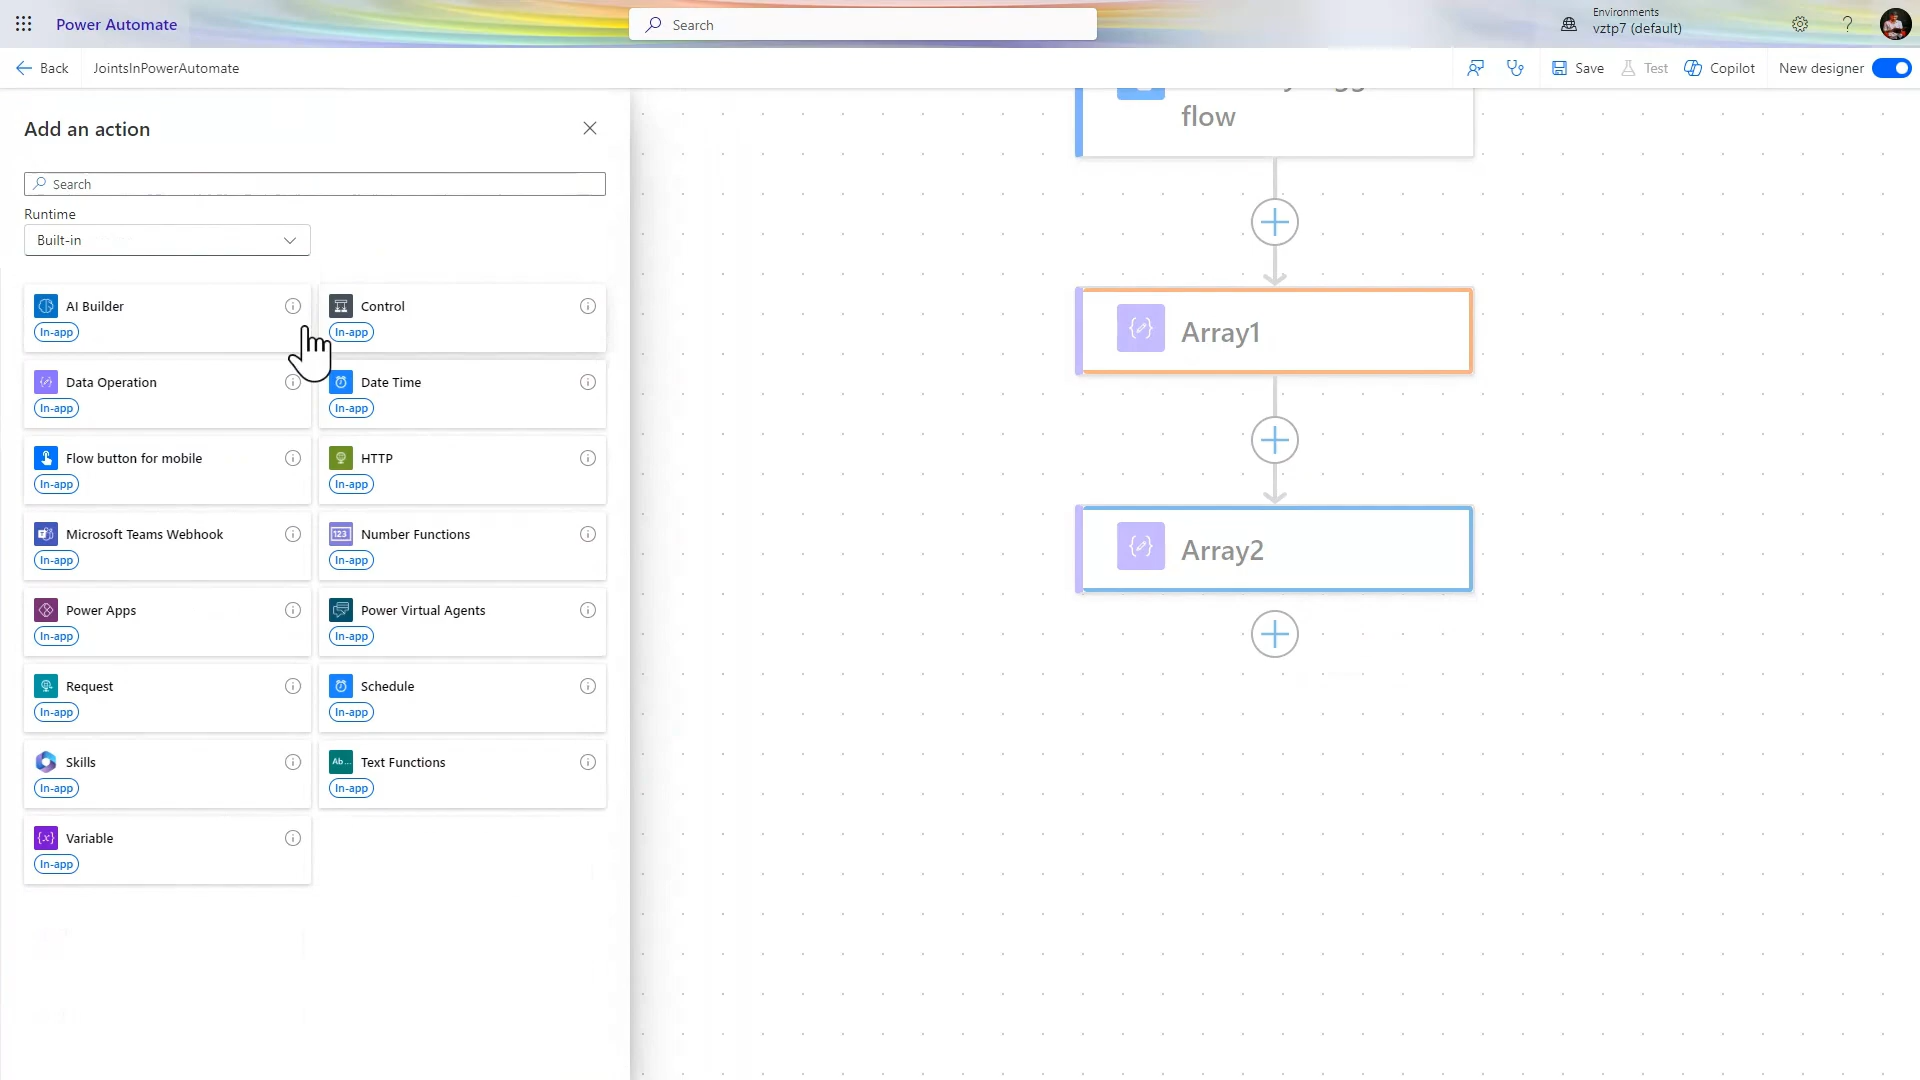 Power Automate
Search
Environments
vztp7 (default)
?
Back
JointsInPowerAutomate
Save
Test
Copilot
New designer
Add an action
Search
Runtime
Built-in
AI Builder
In-app
Control
In-app
Data Operation
In-app
Date Time
In-app
Flow button for mobile
In-app
HTTP
In-app
Microsoft Teams Webhook
In-app
123
Number Functions
In-app
Power Apps
In-app
Power Virtual Agents
In-app
Request
In-app
Schedule
In-app
Skills
In-app
Ab...
Text Functions
In-app
{x}
Variable
In-app
flow
Array1
Array2